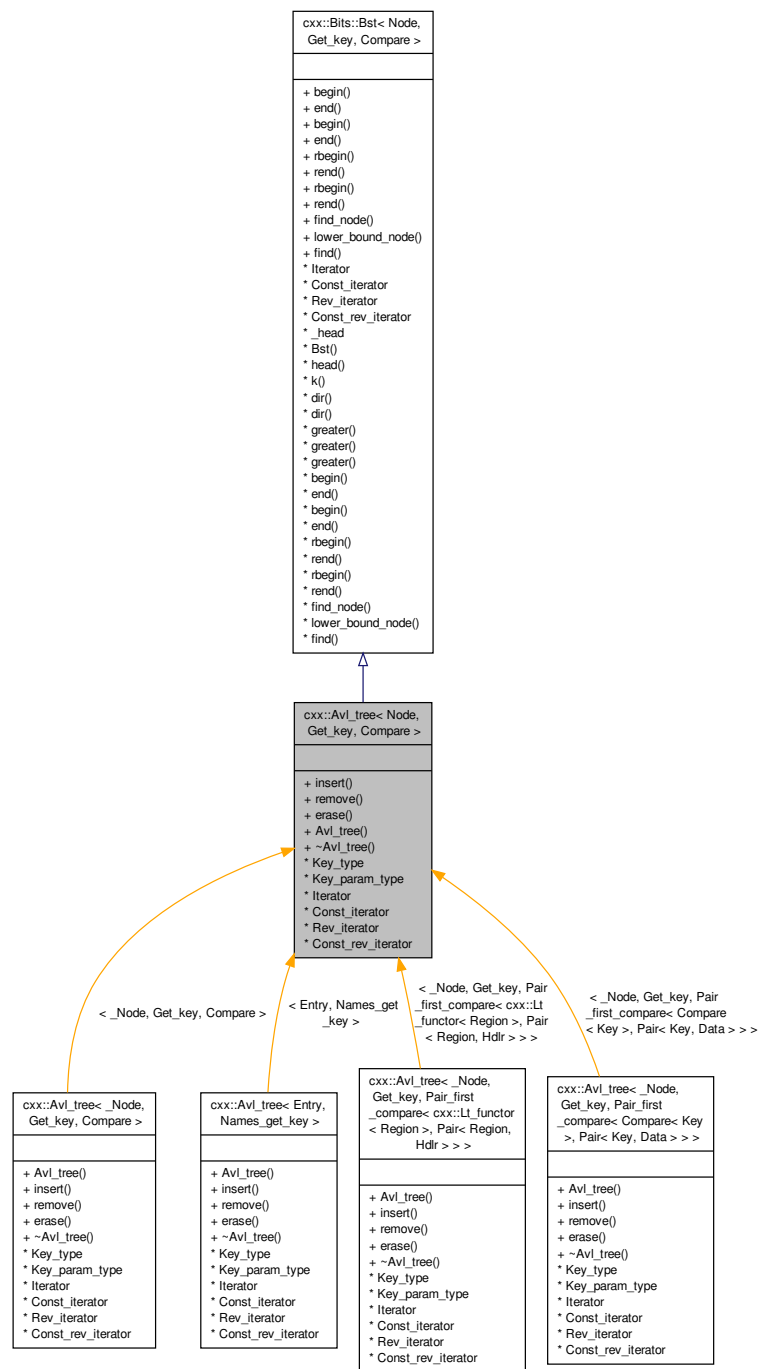 cxx::Bits::Bst< Node,
Get_key, Compare >
+ begin()
+ end()
+ begin()
+ end()
+ rbegin()
+ rend()
+ rbegin()
+ rend()
+ find_node()
+ lower_bound_node()
+ find()
* Iterator
* Const_iterator
* Rev_iterator
* Const_rev_iterator
* _head
* Bst()
* head()
* k()
* dir()
* dir()
* greater()
* greater()
* greater()
* begin()
* end()
* begin()
* end()
* rbegin()
* rend()
* rbegin()
* rend()
* find_node()
* lower_bound_node()
* find()
cxx::Avl_tree< Node,
Get_key, Compare >
+ insert()
+ remove()
+ erase()
+ Avl_tree()
+ ~Avl_tree()
* Key_type
* Key_param_type
* Iterator
* Const_iterator
* Rev_iterator
* Const_rev_iterator
< _Node, Get_key, Compare >
< Entry, Names_get
_key >
< _Node, Get_key, Pair
_first_compare< cxx::Lt
_functor< Region >, Pair
< Region, Hdlr > > >
< _Node, Get_key, Pair
_first_compare< Compare
< Key >, Pair< Key, Data > > >
cxx::Avl_tree< _Node,
Get_key, Compare >
+ Avl_tree()
+ insert()
+ remove()
+ erase()
+ ~Avl_tree()
* Key_type
* Key_param_type
* Iterator
* Const_iterator
* Rev_iterator
* Const_rev_iterator
cxx::Avl_tree< Entry,
Names_get_key >
+ Avl_tree()
+ insert()
+ remove()
+ erase()
+ ~Avl_tree()
* Key_type
* Key_param_type
* Iterator
* Const_iterator
* Rev_iterator
* Const_rev_iterator
cxx::Avl_tree< _Node,
Get_key, Pair_first
_compare< cxx::Lt_functor
< Region >, Pair< Region,
Hdlr > > >
+ Avl_tree()
+ insert()
+ remove()
+ erase()
+ ~Avl_tree()
* Key_type
* Key_param_type
* Iterator
* Const_iterator
* Rev_iterator
* Const_rev_iterator
cxx::Avl_tree< _Node,
Get_key, Pair_first
_compare< Compare< Key
>, Pair< Key, Data > > >
+ Avl_tree()
+ insert()
+ remove()
+ erase()
+ ~Avl_tree()
* Key_type
* Key_param_type
* Iterator
* Const_iterator
* Rev_iterator
* Const_rev_iterator